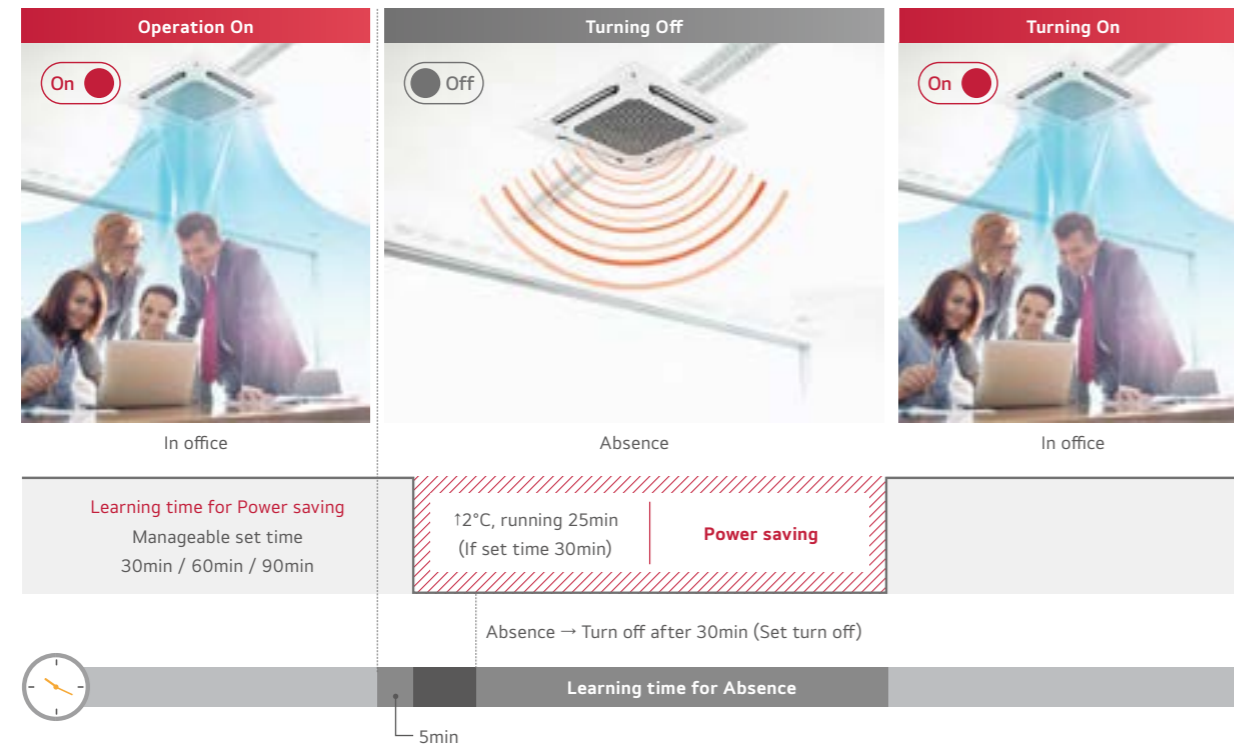 Operation On
Turning Off
Turning On
On
Off
On
In office
Absence
In office
Learning time for Power saving
Manageable set time
30min / 60min / 90min
↑2°C, running 25min
(If set time 30min)
Power saving
Absence → Turn off after 30min (Set turn off)
Learning time for Absence
5min